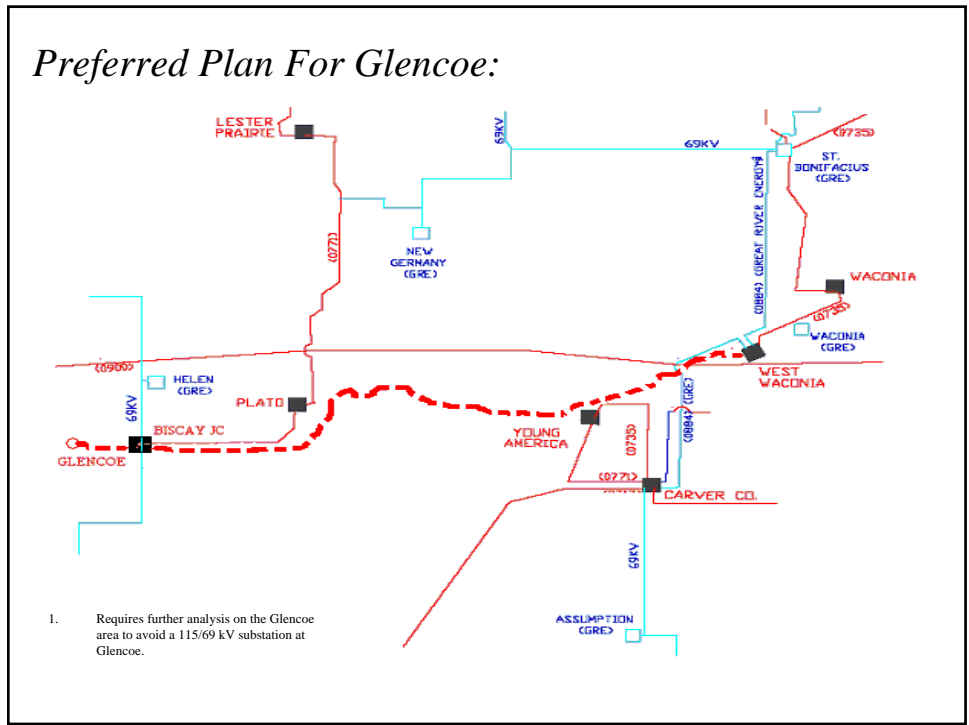 Preferred Plan For Glencoe:
LESTER
PRAIRIE
69KV
69KV
(0735)
ST.
BONIFACIUS
(GRE)
(0884) (GREAT RIVER ENERGY)
(0771)
NEW
GERMANY
(GRE)
WACONIA
(0735)
WACONIA
(GRE)
(0900)
HELEN
(GRE)
WEST
WACONIA
PLATO
69KV
BISCAY JC
GLENCOE
YOUNG
AMERICA
(0735)
(0884) (GRE)
(0771)
CARVER CO.
69KV
ASSUMPTION
(GRE)
1. Requires further analysis on the Glencoe
area to avoid a 115/69 kV substation at
Glencoe.